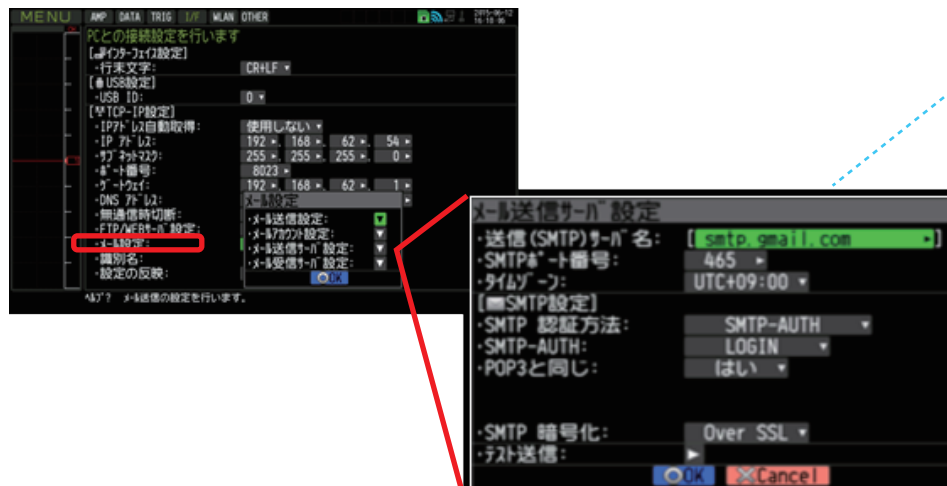 MENU AMP DATA TRIG I/F WLAN OTHER 2015-06-12
16:10:06
PCとの接続設定を行います
[インターフェイス設定]
・行末文字: CR+LF
[USB設定]
・USB ID: 0
[TCP-IP設定]
・IPアドレス自動取得: 使用しない
・IP アドレス: 192 . 168 . 62 . 54
・サブネットマスク: 255 . 255 . 255 . 0
・ポート番号: 8023
・ゲートウェイ: 192 . 168 . 62 . 1
・DNS アドレス:
・無通信時切断:
・FTP/WEBサーバ設定:
・メール設定:
・識別名:
・設定の反映:
メール設定
・メール送信設定:
・メールアカウント設定:
・メール送信サーバ設定:
・メール受信サーバ設定:
OK
ヘルプ? メール送信の設定を行います。
メール送信サーバ設定
・送信(SMTP)サーバ名: [smtp.gmail.com]
・SMTPポート番号: 465
・タイムゾーン: UTC+09:00
[SMTP設定]
・SMTP 認証方法: SMTP-AUTH
・SMTP-AUTH: LOGIN
・POP3と同じ: はい
・SMTP 暗号化: Over SSL
・テスト送信:
OK Cancel